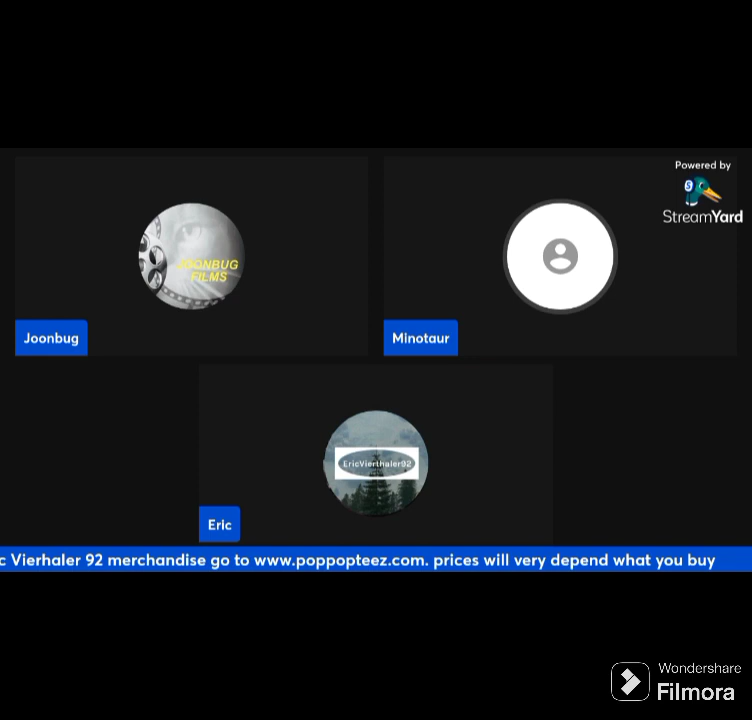 Powered by
StreamYard
JOONBUG
FILMS
Joonbug
Minotaur
EricVierthaler92
Eric
c Vierhaler 92 merchandise go to www.poppopteez.com. prices will very depend what you buy
Wondershare
Filmora